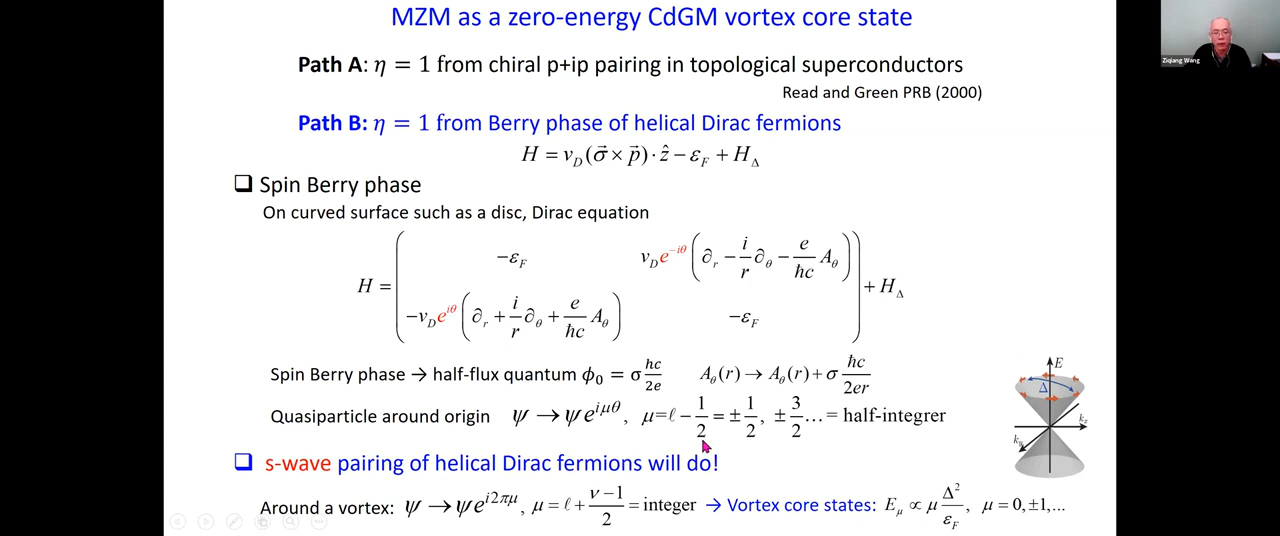 MZM as a zero-energy CdGM vortex core state
Path A: η = 1 from chiral p+ip pairing in topological superconductors
Read and Green PRB (2000)
Path B: η = 1 from Berry phase of helical Dirac fermions
H = v_D(σ⃗ × p⃗)·ẑ − ε_F + H_Δ
❑ Spin Berry phase
On curved surface such as a disc, Dirac equation
−ε_F    v_D e^{−iθ} (∂_r − i/r ∂_θ − e/ħc A_θ)
H =    + H_Δ
−v_D e^{iθ} (∂_r + i/r ∂_θ + e/ħc A_θ)    −ε_F
Spin Berry phase → half-flux quantum ϕ₀ = σ hc/2e    A_θ(r) → A_θ(r) + σ ħc/2er
Quasiparticle around origin ψ → ψe^{iμθ}, μ=ℓ − 1/2 = ± 1/2, ± 3/2 ... = half-integrer
❑ s-wave pairing of helical Dirac fermions will do!
Around a vortex: ψ → ψe^{i2πμ}, μ = ℓ + (ν−1)/2 = integer → Vortex core states: E_μ ∝ μ Δ²/ε_F, μ = 0,±1,...
E
Δ
k_x
Ziqiang Wang